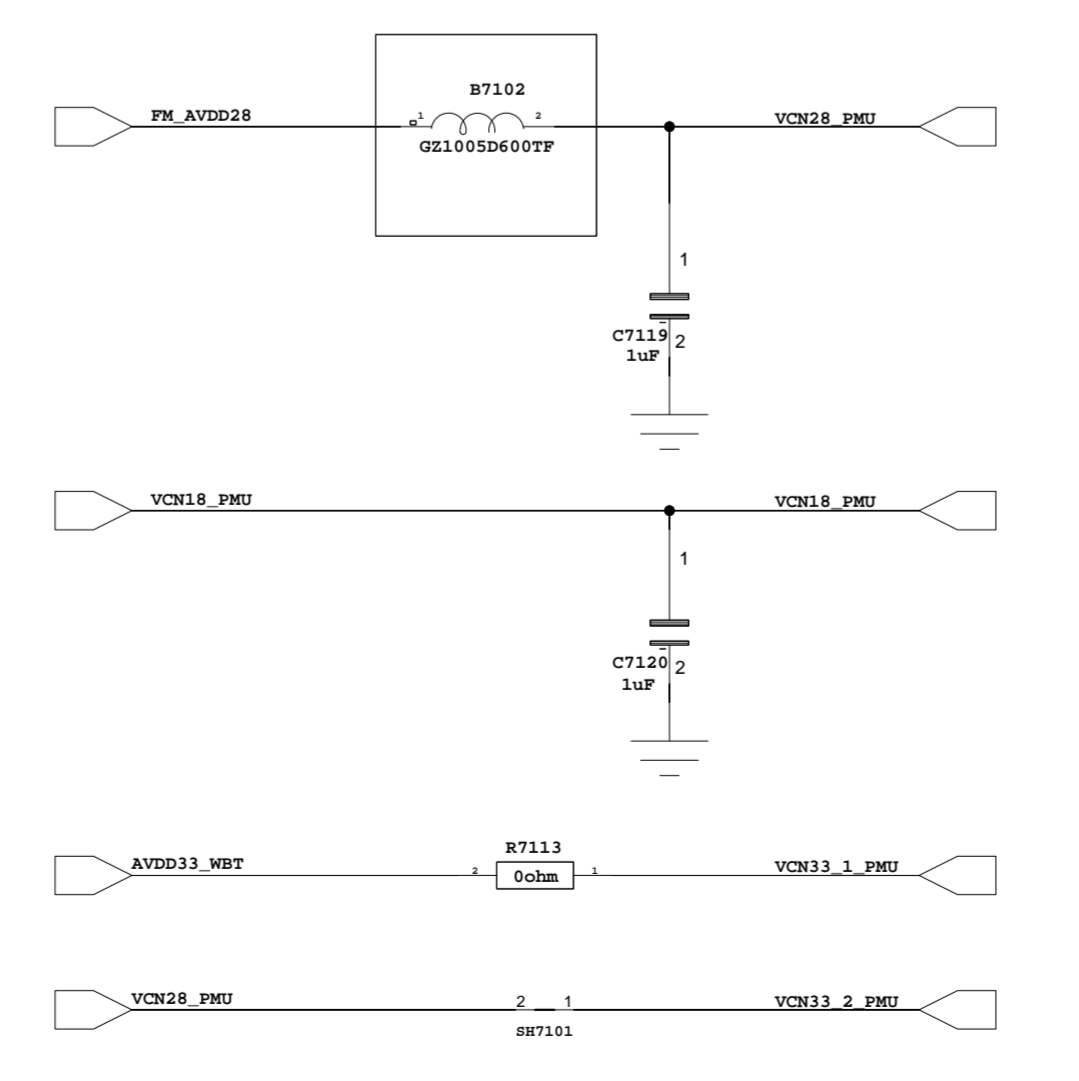 B7102
FM_AVDD28 1 2 VCN28_PMU
GZ1005D600TF
1
C7119 2
1uF
VCN18_PMU VCN18_PMU
1
C7120 2
1uF
R7113
AVDD33_WBT 2 0ohm 1 VCN33_1_PMU
VCN28_PMU 2 1 VCN33_2_PMU
SH7101